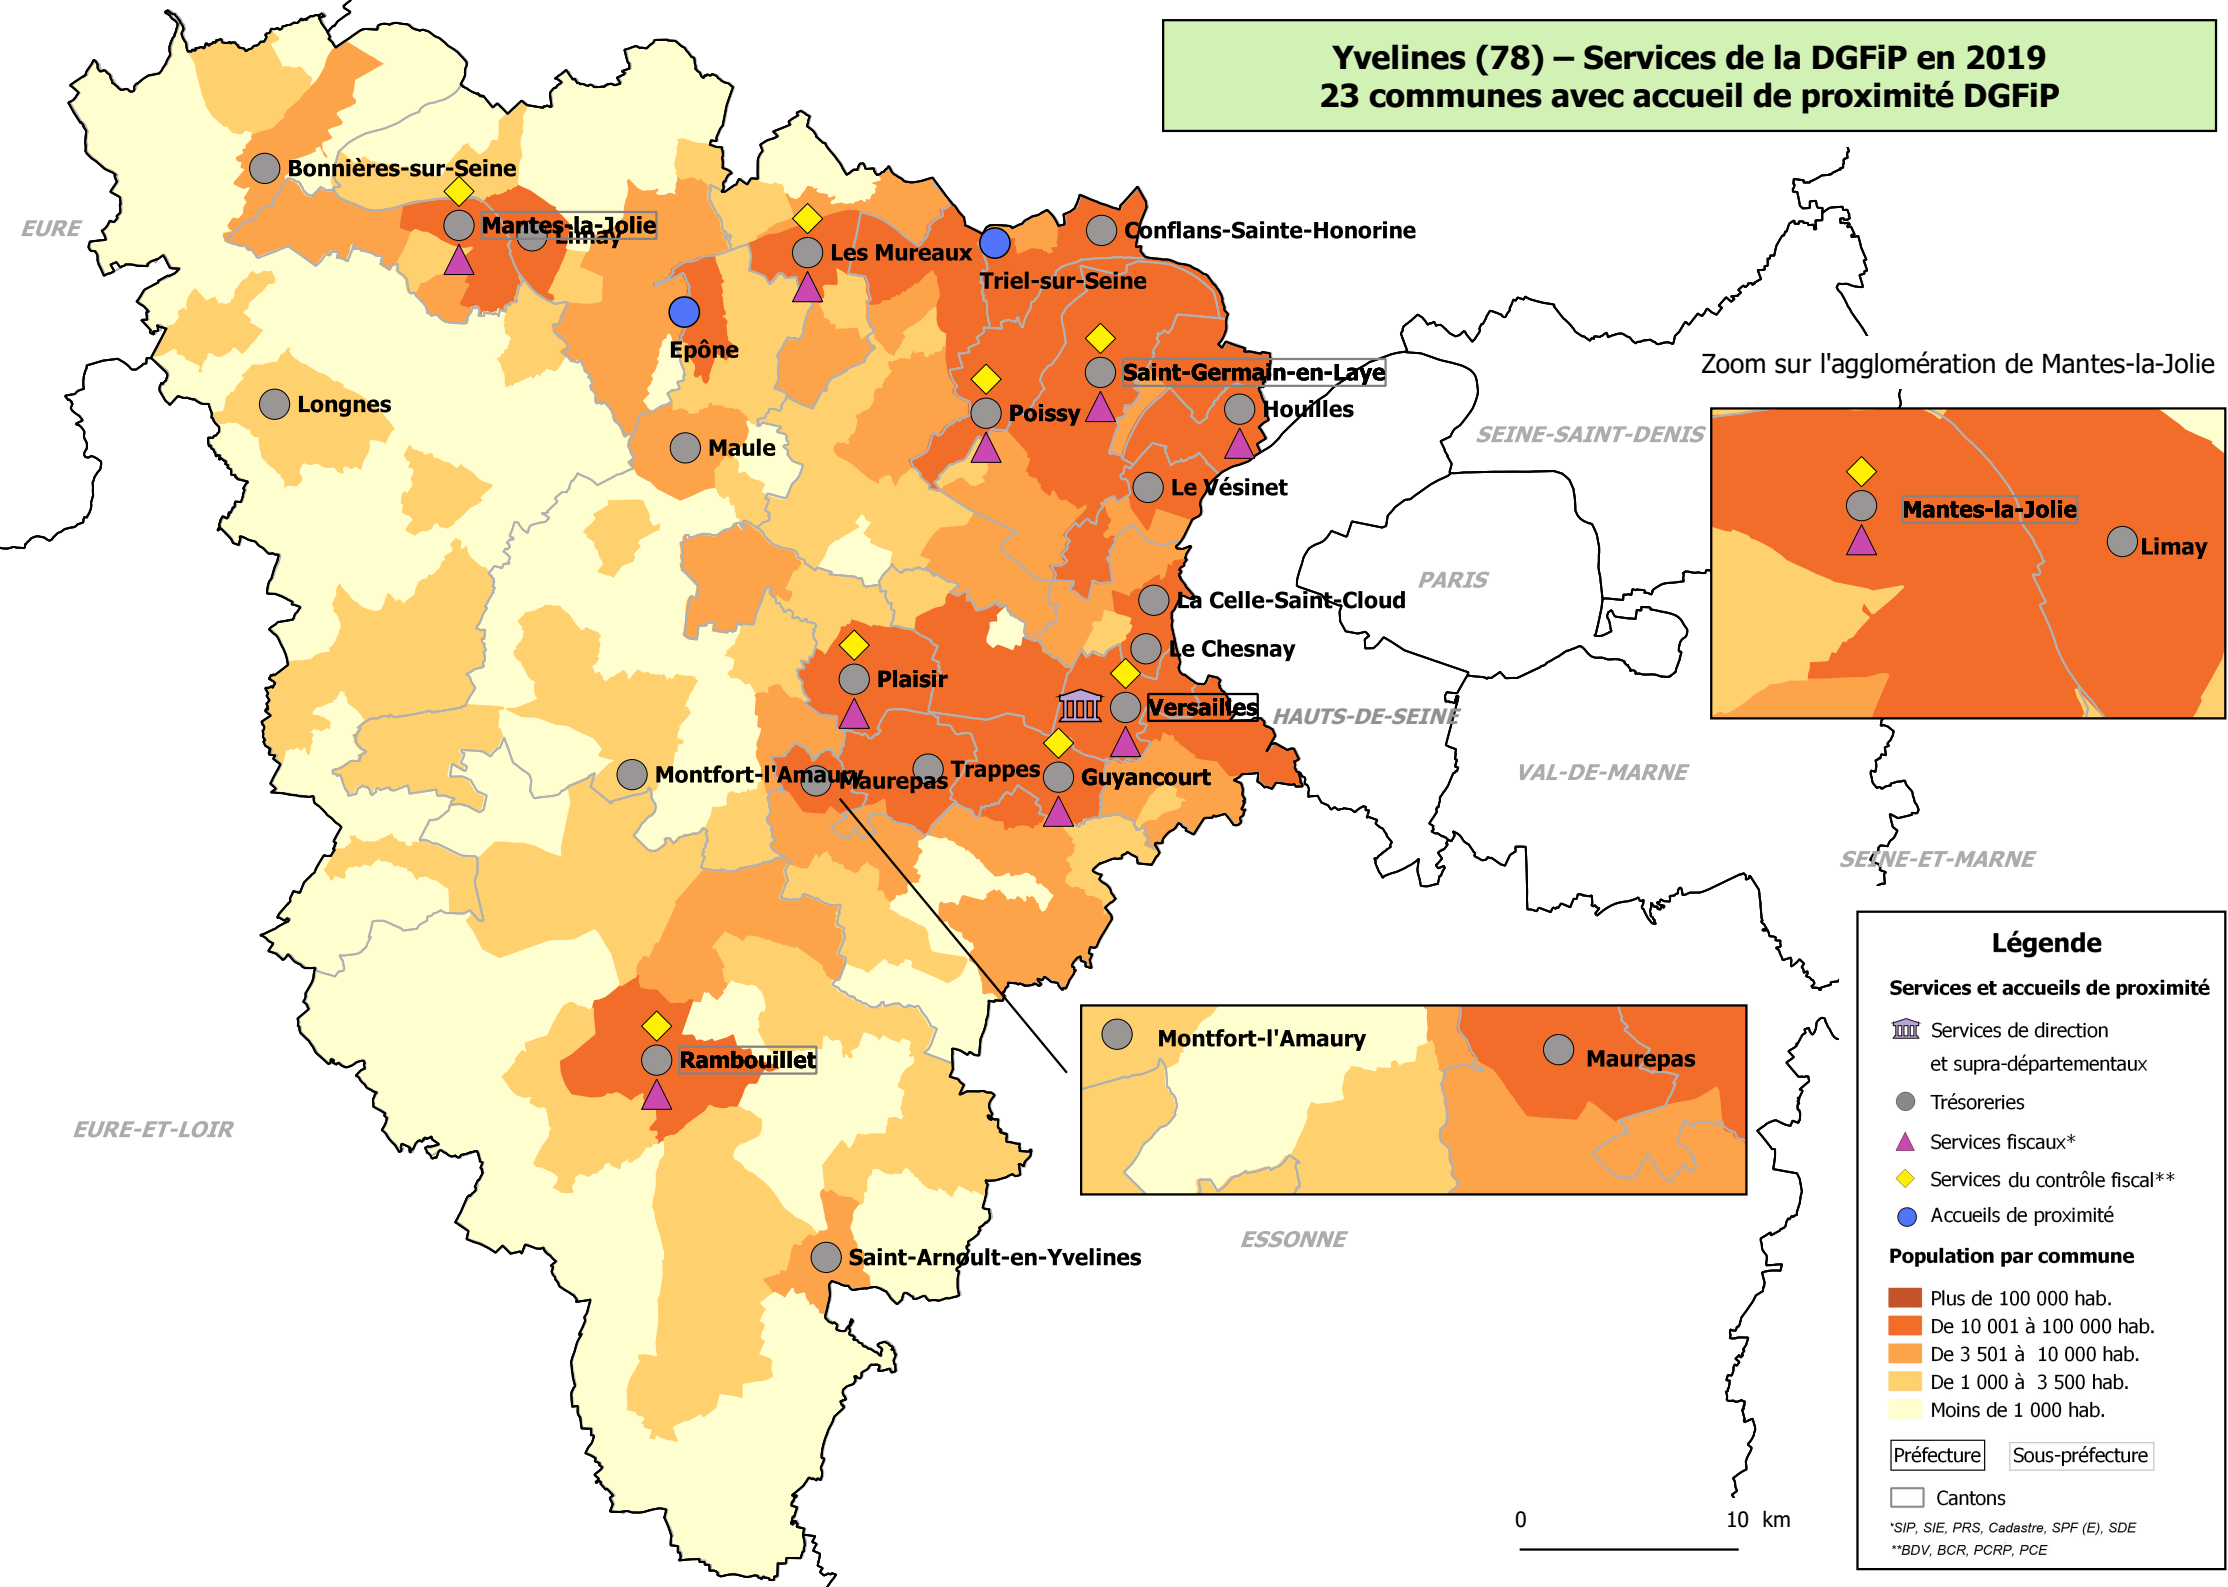 Yvelines (78) – Services de la DGFiP en 2019
23 communes avec accueil de proximité DGFiP
Bonnières-sur-Seine
EURE
Mantes-la-Jolie
Limay
Les Mureaux
Conflans-Sainte-Honorine
Triel-sur-Seine
Epône
Zoom sur l'agglomération de Mantes-la-Jolie
Saint-Germain-en-Laye
Longnes
Poissy
Houilles
SEINE-SAINT-DENIS
Maule
Le Vésinet
Mantes-la-Jolie
Limay
PARIS
La Celle-Saint-Cloud
Le Chesnay
Plaisir
Versailles
HAUTS-DE-SEINE
Montfort-l'Amaury
Maurepas
Trappes
Guyancourt
VAL-DE-MARNE
SEINE-ET-MARNE
Montfort-l'Amaury
Maurepas
Rambouillet
EURE-ET-LOIR
ESSONNE
Saint-Arnoult-en-Yvelines
Légende
Services et accueils de proximité
Services de direction
et supra-départementaux
Trésoreries
Services fiscaux*
Services du contrôle fiscal**
Accueils de proximité
Population par commune
Plus de 100 000 hab.
De 10 001 à 100 000 hab.
De 3 501 à 10 000 hab.
De 1 000 à 3 500 hab.
Moins de 1 000 hab.
Préfecture Sous-préfecture
Cantons
*SIP, SIE, PRS, Cadastre, SPF (E), SDE
**BDV, BCR, PCRP, PCE
0 10 km